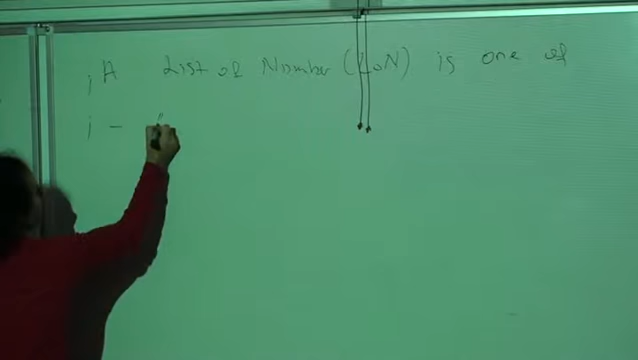 ; A List of Number (LoN) is one of
; -